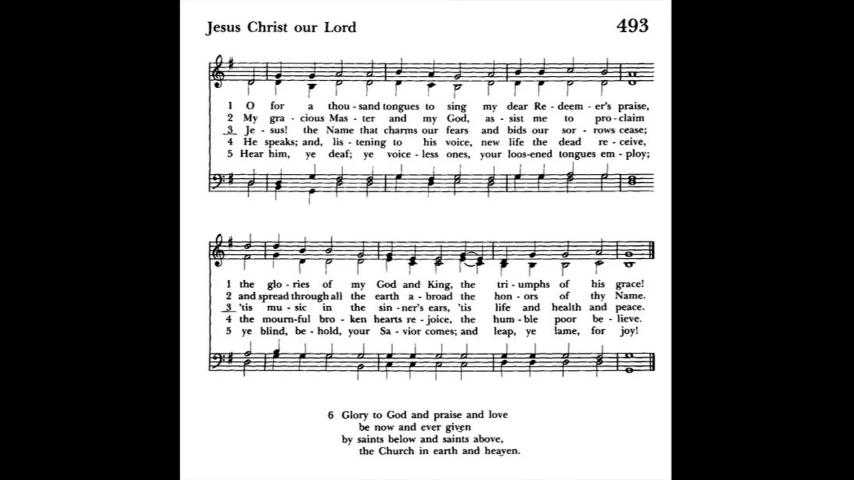 Jesus Christ our Lord 493
1 O for a thou - sand tongues to sing my dear Re - deem - er's praise,
2 My gra - cious Mas - ter and my God, as - sist me to pro - claim
3 Je - sus! the Name that charms our fears and bids our sor - rows cease;
4 He speaks; and, lis - tening to his voice, new life the dead re - ceive,
5 Hear him, ye deaf; ye voice - less ones, your loos - ened tongues em - ploy;
1 the glo - ries of my God and King, the tri - umphs of his grace!
2 and spread through all the earth a - broad the hon - ors of thy Name.
3 'tis mu - sic in the sin - ner's ears, 'tis life and health and peace.
4 the mourn - ful bro - ken hearts re - joice, the hum - ble poor be - lieve.
5 ye blind, be - hold, your Sa - vior comes; and leap, ye lame, for joy!
6 Glory to God and praise and love
be now and ever given
by saints below and saints above,
the Church in earth and heaven.